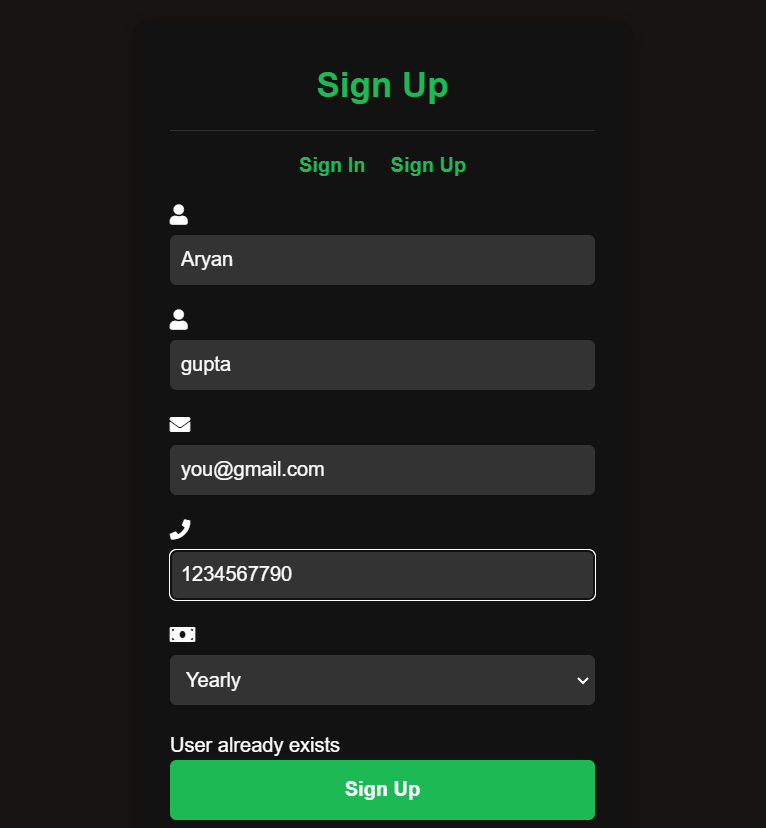 Sign Up
Sign In Sign Up
Aryan
gupta
you@gmail.com
1234567790
Yearly
User already exists
Sign Up